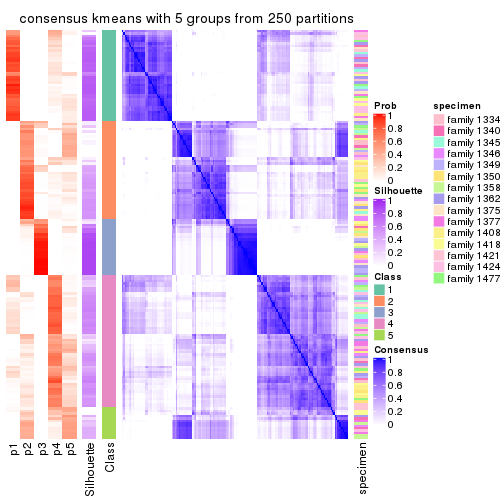 consensus kmeans with 5 groups from 250 partitions
Prob
1
0.8
0.6
0.4
0.2
0
Silhouette
1
0.8
0.6
0.4
0.2
0
Class
1
2
3
4
5
Consensus
1
0.8
0.6
0.4
0.2
0
specimen
family 1334
family 1340
family 1345
family 1346
family 1349
family 1350
family 1358
family 1362
family 1375
family 1377
family 1408
family 1418
family 1421
family 1424
family 1477
p1
p2
p3
p4
p5
Silhouette
Class
specimen